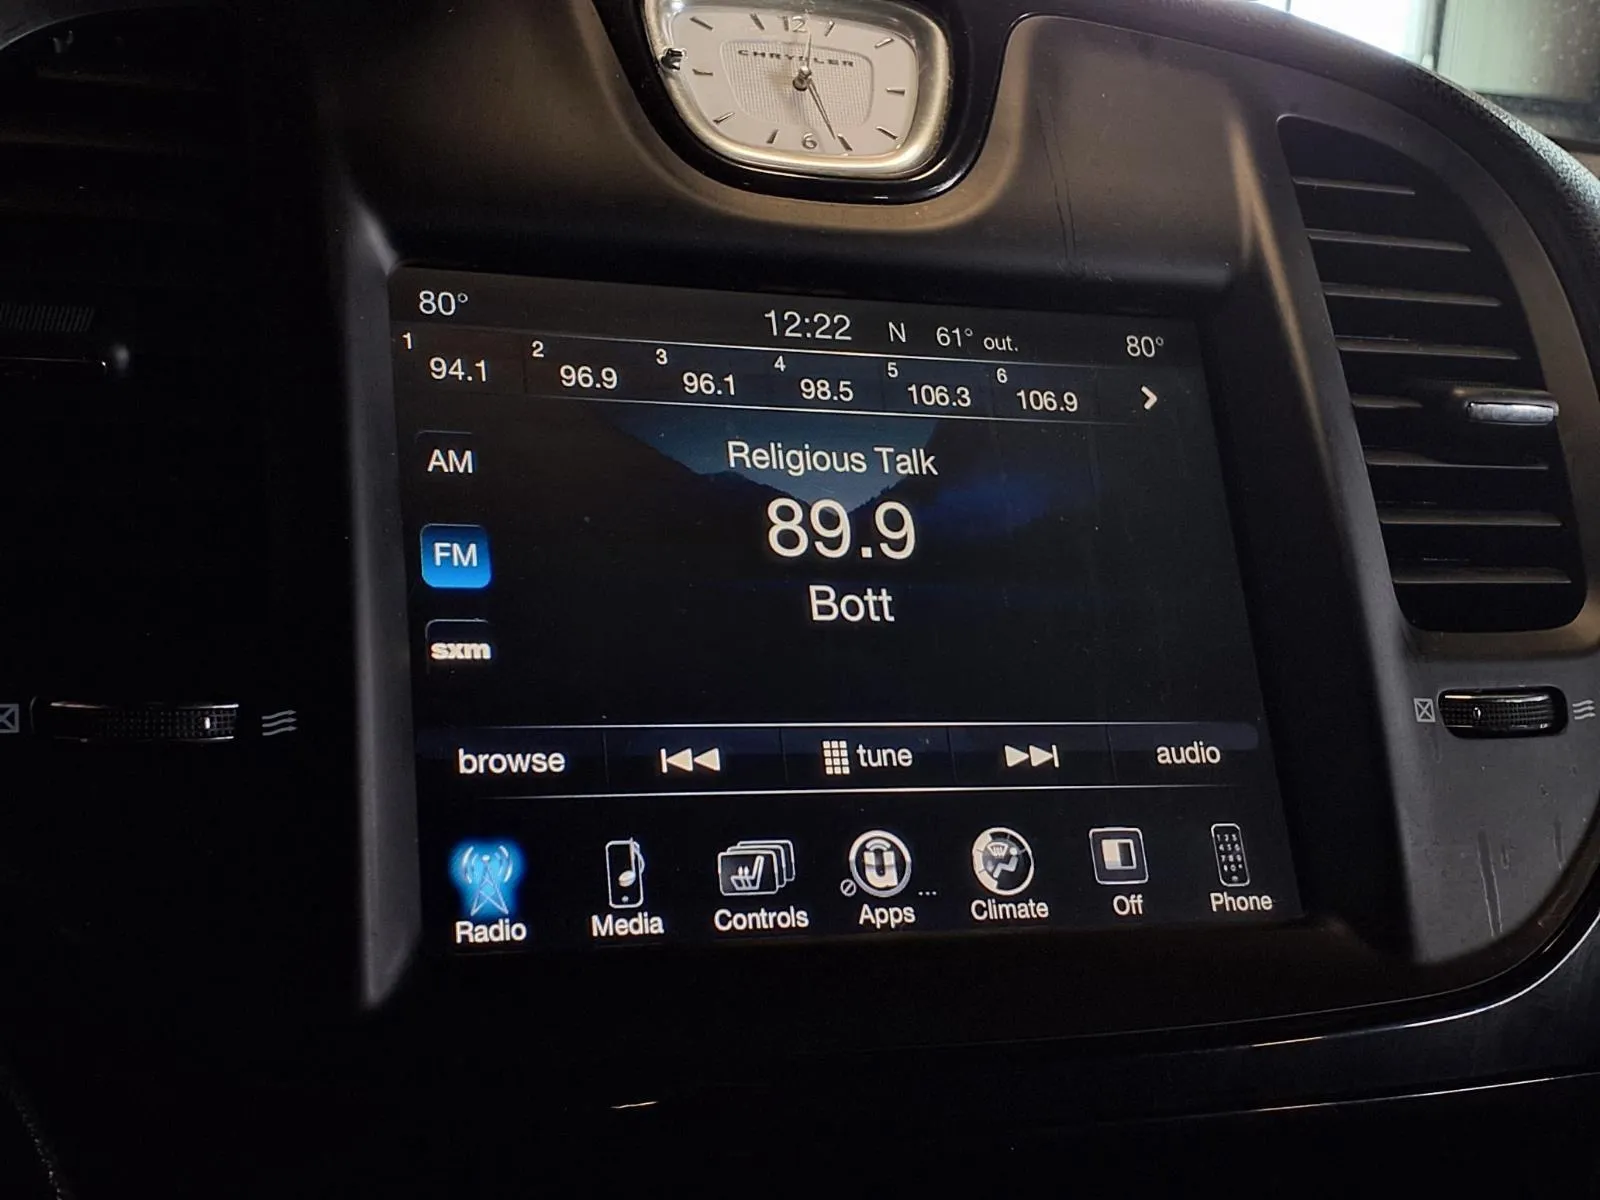 12
CHRYSLER
6
80° 12:22 N 61° out. 80°
1 94.1 2 96.9 3 96.1 4 98.5 5 106.3 6 106.9
AM
Religious Talk
89.9
FM
Bott
sxm
browse tune audio
Radio Media Controls Apps Climate Off Phone